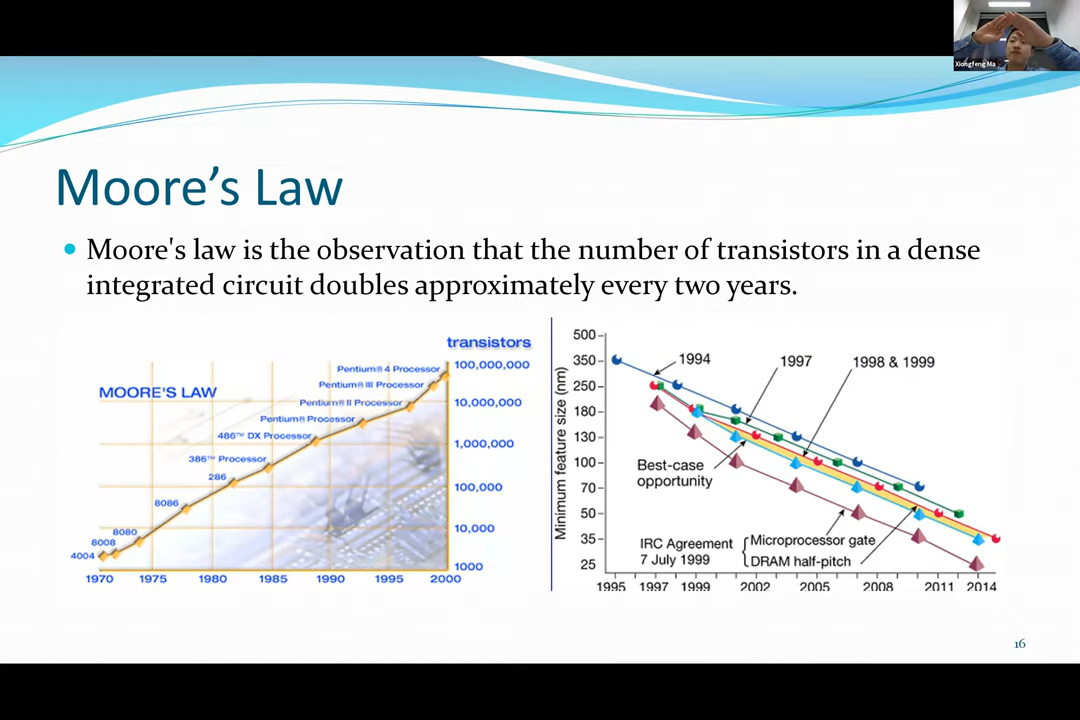 Xiongfeng Ma
Moore's Law
Moore's law is the observation that the number of transistors in a dense
integrated circuit doubles approximately every two years.
transistors
MOORE'S LAW
Pentium® 4 Processor
Pentium® III Processor
Pentium® II Processor
Pentium® Processor
486™ DX Processor
386™ Processor
286
8086
8080
8008
4004
100,000,000
10,000,000
1,000,000
100,000
10,000
1000
1970 1975 1980 1985 1990 1995 2000
Minimum feature size (nm)
500
350
250
180
130
100
70
50
35
25
1994
1997
1998 & 1999
Best-case
opportunity
IRC Agreement
7 July 1999
Microprocessor gate
DRAM half-pitch
1995 1997 1999 2002 2005 2008 2011 2014
16